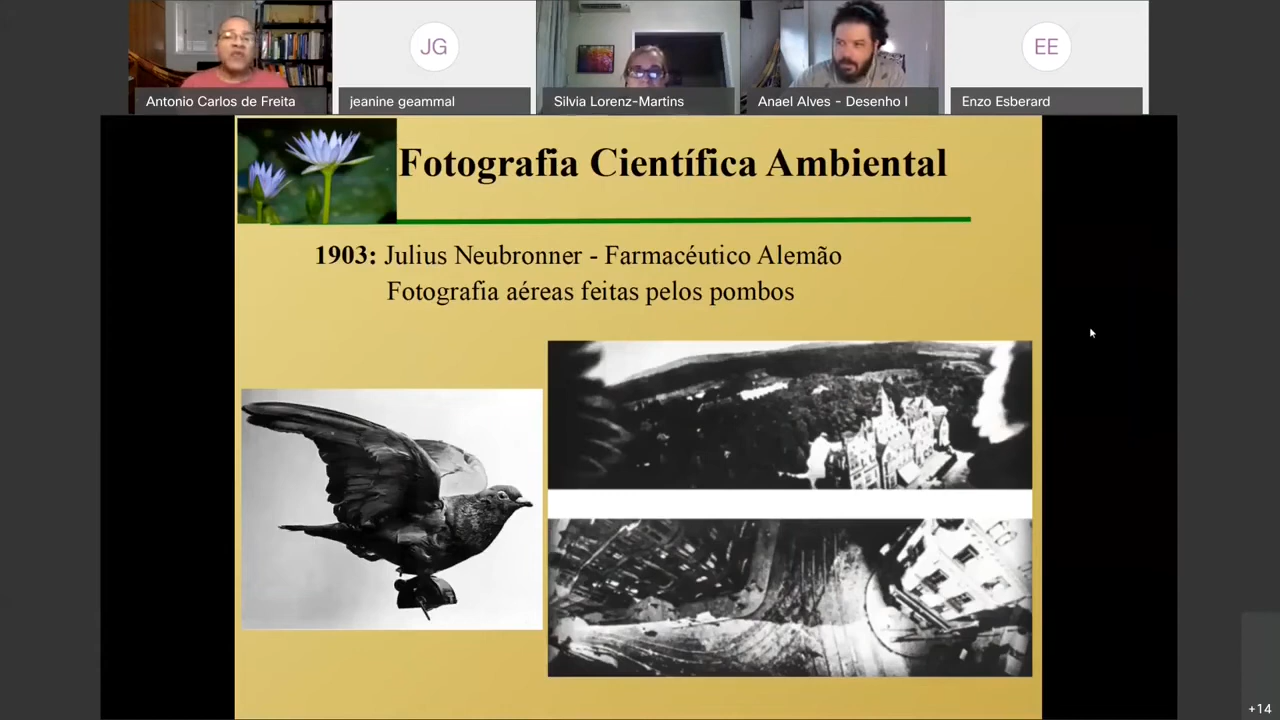 JG
EE
Antonio Carlos de Freita
jeanine geammal
Silvia Lorenz-Martins
Anael Alves - Desenho I
Enzo Esberard
Fotografia Científica Ambiental
1903: Julius Neubronner - Farmacéutico Alemão
Fotografia aéreas feitas pelos pombos
+14